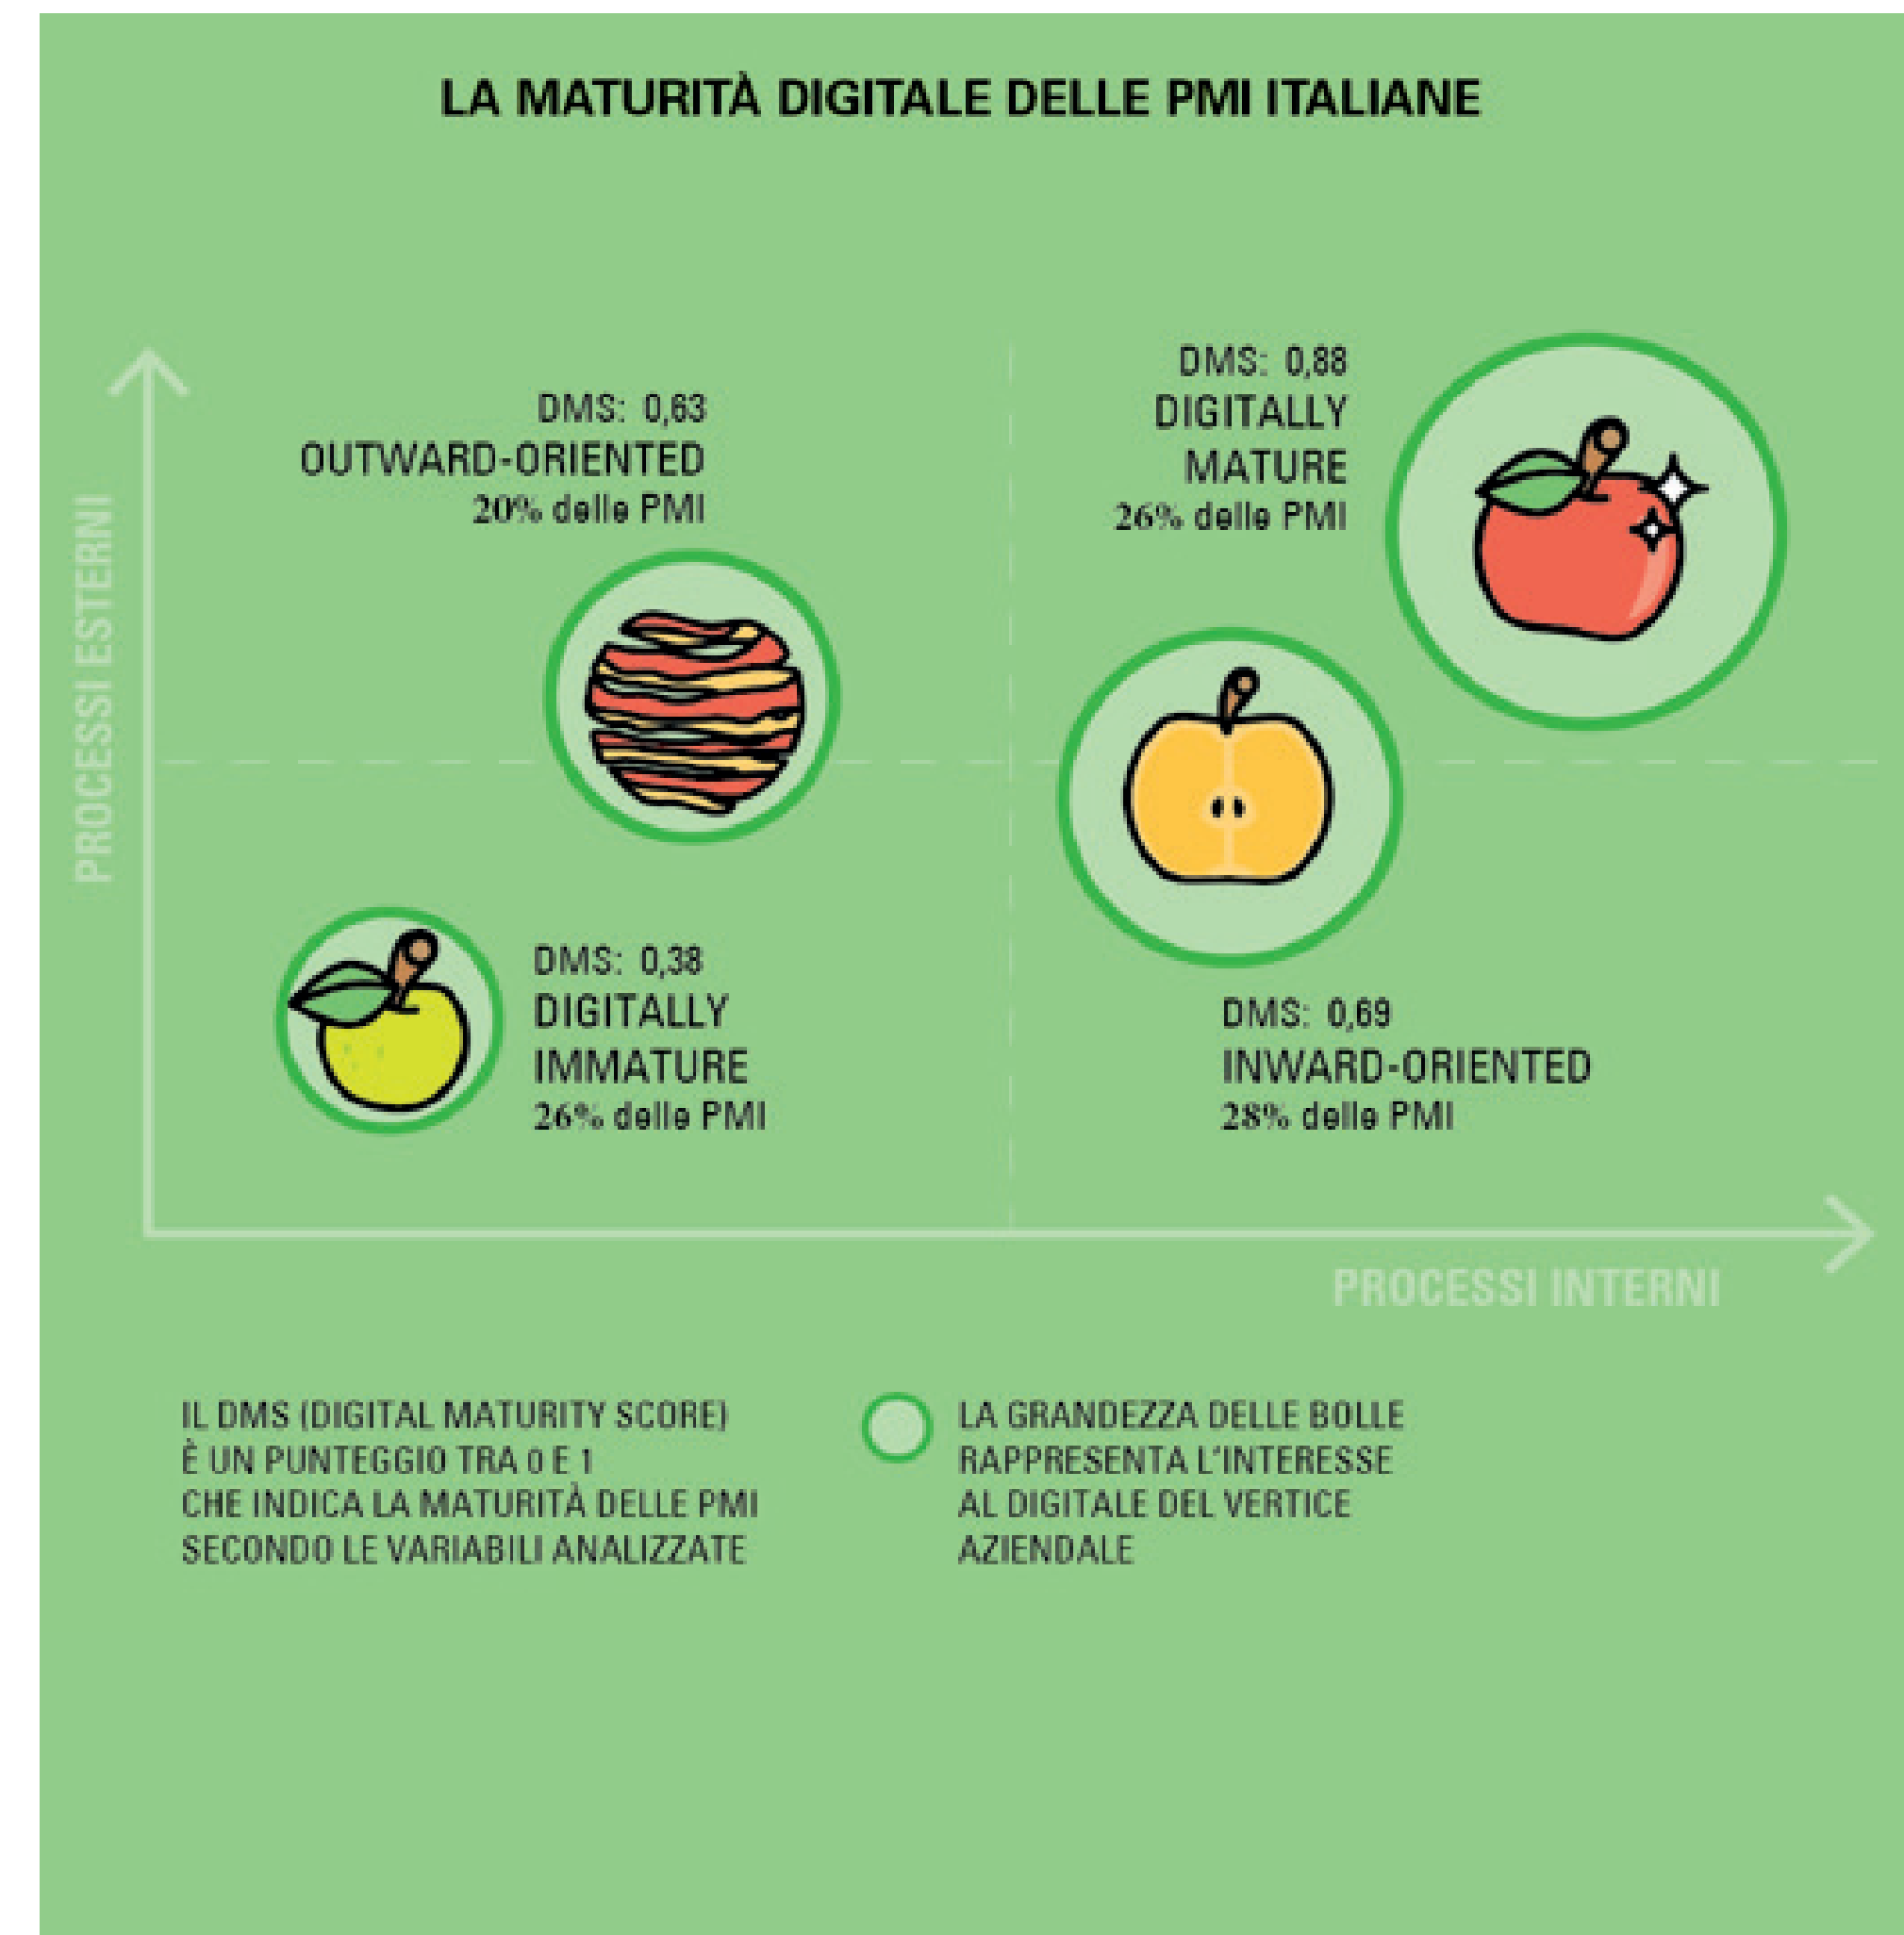 LA MATURITÀ DIGITALE DELLE PMI ITALIANE
DMS: 0,63
OUTWARD-ORIENTED
20% delle PMI
DMS: 0,88
DIGITALLY
MATURE
26% delle PMI
PROCESSI ESTERNI
DMS: 0,38
DIGITALLY
IMMATURE
26% delle PMI
DMS: 0,69
INWARD-ORIENTED
28% delle PMI
PROCESSI INTERNI
IL DMS (DIGITAL MATURITY SCORE)
È UN PUNTEGGIO TRA 0 E 1
CHE INDICA LA MATURITÀ DELLE PMI
SECONDO LE VARIABILI ANALIZZATE
LA GRANDEZZA DELLE BOLLE
RAPPRESENTA L'INTERESSE
AL DIGITALE DEL VERTICE
AZIENDALE